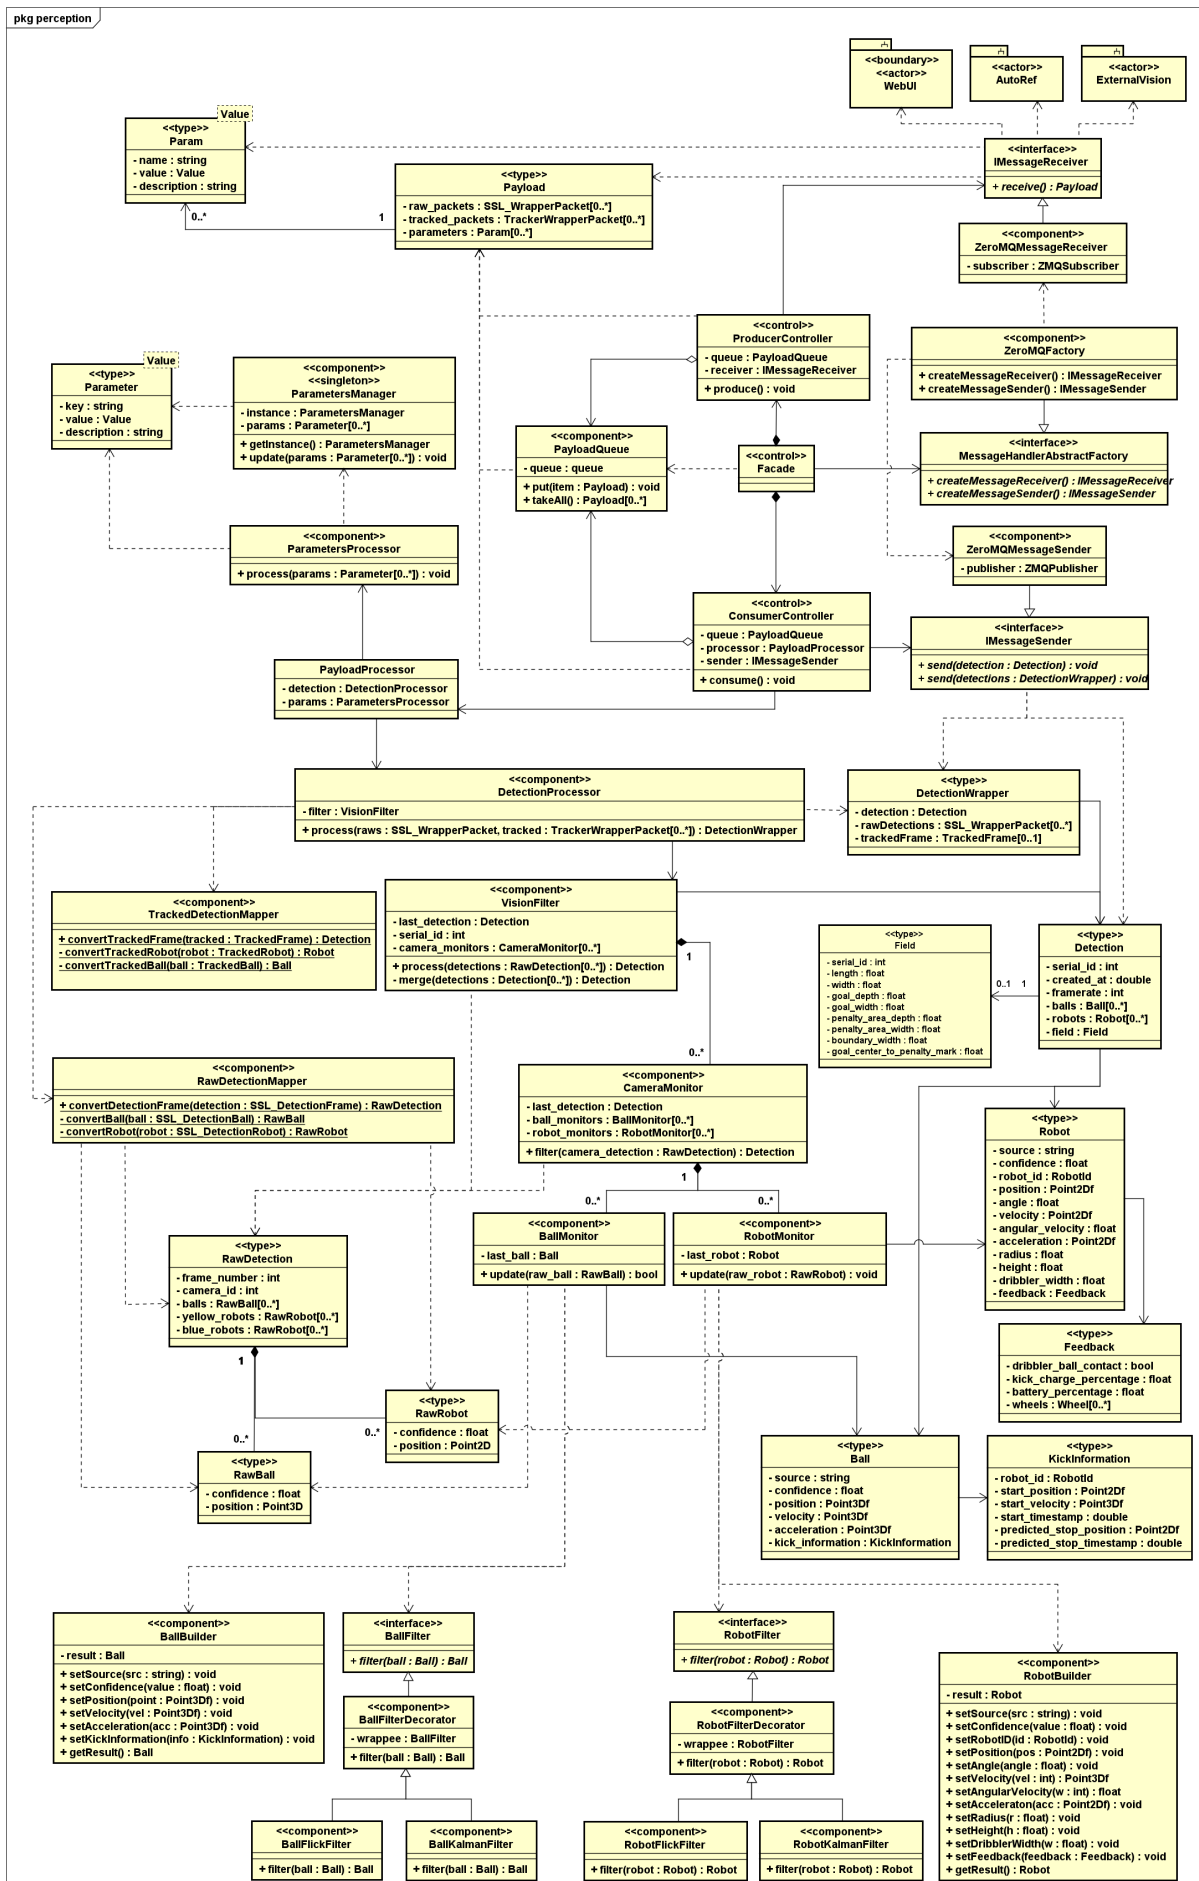 pkg perception
<<boundary>>
<<actor>>
WebUI
<<actor>>
AutoRef
<<actor>>
ExternalVision
Value
<<type>>
Param
- name : string
- value : Value
- description : string
0..*
1
<<type>>
Payload
- raw_packets : SSL_WrapperPacket[0..*]
- tracked_packets : TrackerWrapperPacket[0..*]
- parameters : Param[0..*]
<<interface>>
IMessageReceiver
+ receive() : Payload
<<component>>
ZeroMQMessageReceiver
- subscriber : ZMQSubscriber
<<control>>
ProducerController
- queue : PayloadQueue
- receiver : IMessageReceiver
+ produce() : void
<<component>>
ZeroMQFactory
+ createMessageReceiver() : IMessageReceiver
+ createMessageSender() : IMessageSender
Value
<<type>>
Parameter
- key : string
- value : Value
- description : string
<<component>>
<<singleton>>
ParametersManager
- instance : ParametersManager
- params : Parameter[0..*]
+ getInstance() : ParametersManager
+ update(params : Parameter[0..*]) : void
<<component>>
PayloadQueue
- queue : queue
+ put(item : Payload) : void
+ takeAll() : Payload[0..*]
<<control>>
Facade
<<interface>>
MessageHandlerAbstractFactory
+ createMessageReceiver() : IMessageReceiver
+ createMessageSender() : IMessageSender
<<component>>
ParametersProcessor
+ process(params : Parameter[0..*]) : void
<<component>>
ZeroMQMessageSender
- publisher : ZMQPublisher
<<control>>
ConsumerController
- queue : PayloadQueue
- processor : PayloadProcessor
- sender : IMessageSender
+ consume() : void
<<interface>>
IMessageSender
+ send(detection : Detection) : void
+ send(detections : DetectionWrapper) : void
PayloadProcessor
- detection : DetectionProcessor
- params : ParametersProcessor
<<component>>
DetectionProcessor
- filter : VisionFilter
+ process(raws : SSL_WrapperPacket, tracked : TrackerWrapperPacket[0..*]) : DetectionWrapper
<<type>>
DetectionWrapper
- detection : Detection
- rawDetections : SSL_WrapperPacket[0..*]
- trackedFrame : TrackedFrame[0..1]
<<component>>
TrackedDetectionMapper
+ convertTrackedFrame(tracked : TrackedFrame) : Detection
- convertTrackedRobot(robot : TrackedRobot) : Robot
- convertTrackedBall(ball : TrackedBall) : Ball
<<component>>
VisionFilter
- last_detection : Detection
- serial_id : int
- camera_monitors : CameraMonitor[0..*]
+ process(detections : RawDetection[0..*]) : Detection
- merge(detections : Detection[0..*]) : Detection
1
0..*
<<type>>
Field
- serial_id : int
- length : float
- width : float
- goal_depth : float
- goal_width : float
- penalty_area_depth : float
- penalty_area_width : float
- boundary_width : float
- goal_center_to_penalty_mark : float
0..1
1
<<type>>
Detection
- serial_id : int
- created_at : double
- framerate : int
- balls : Ball[0..*]
- robots : Robot[0..*]
- field : Field
<<component>>
RawDetectionMapper
+ convertDetectionFrame(detection : SSL_DetectionFrame) : RawDetection
- convertBall(ball : SSL_DetectionBall) : RawBall
- convertRobot(robot : SSL_DetectionRobot) : RawRobot
<<component>>
CameraMonitor
- last_detection : Detection
- ball_monitors : BallMonitor[0..*]
- robot_monitors : RobotMonitor[0..*]
+ filter(camera_detection : RawDetection) : Detection
1
0..*
0..*
<<type>>
Robot
- source : string
- confidence : float
- robot_id : RobotId
- position : Point2Df
- angle : float
- velocity : Point2Df
- angular_velocity : float
- acceleration : Point2Df
- radius : float
- height : float
- dribbler_width : float
- feedback : Feedback
<<component>>
BallMonitor
- last_ball : Ball
+ update(raw_ball : RawBall) : bool
<<component>>
RobotMonitor
- last_robot : Robot
+ update(raw_robot : RawRobot) : void
<<type>>
RawDetection
- frame_number : int
- camera_id : int
- balls : RawBall[0..*]
- yellow_robots : RawRobot[0..*]
- blue_robots : RawRobot[0..*]
1
0..*
0..*
<<type>>
Feedback
- dribbler_ball_contact : bool
- kick_charge_percentage : float
- battery_percentage : float
- wheels : Wheel[0..*]
<<type>>
RawRobot
- confidence : float
- position : Point2D
<<type>>
RawBall
- confidence : float
- position : Point3D
<<type>>
Ball
- source : string
- confidence : float
- position : Point3Df
- velocity : Point3Df
- acceleration : Point3Df
- kick_information : KickInformation
<<type>>
KickInformation
- robot_id : RobotId
- start_position : Point2Df
- start_velocity : Point3Df
- start_timestamp : double
- predicted_stop_position : Point2Df
- predicted_stop_timestamp : double
<<component>>
BallBuilder
- result : Ball
+ setSource(src : string) : void
+ setConfidence(value : float) : void
+ setPosition(point : Point3Df) : void
+ setVelocity(vel : Point3Df) : void
+ setAcceleration(acc : Point3Df) : void
+ setKickInformation(info : KickInformation) : void
+ getResult() : Ball
<<interface>>
BallFilter
+ filter(ball : Ball) : Ball
<<component>>
BallFilterDecorator
- wrappee : BallFilter
+ filter(ball : Ball) : Ball
<<component>>
BallFlickFilter
+ filter(ball : Ball) : Ball
<<component>>
BallKalmanFilter
+ filter(ball : Ball) : Ball
<<interface>>
RobotFilter
+ filter(robot : Robot) : Robot
<<component>>
RobotFilterDecorator
- wrappee : RobotFilter
+ filter(robot : Robot) : Robot
<<component>>
RobotFlickFilter
+ filter(robot : Robot) : Robot
<<component>>
RobotKalmanFilter
+ filter(robot : Robot) : Robot
<<component>>
RobotBuilder
- result : Robot
+ setSource(src : string) : void
+ setConfidence(value : float) : void
+ setRobotID(id : RobotId) : void
+ setPosition(pos : Point2Df) : void
+ setAngle(angle : float) : void
+ setVelocity(vel : int) : Point3Df
+ setAngularVelocity(w : int) : float
+ setAcceleraton(acc : Point2Df) : void
+ setRadius(r : float) : void
+ setHeight(h : float) : void
+ setDribblerWidth(w : float) : void
+ setFeedback(feedback : Feedback) : void
+ getResult() : Robot